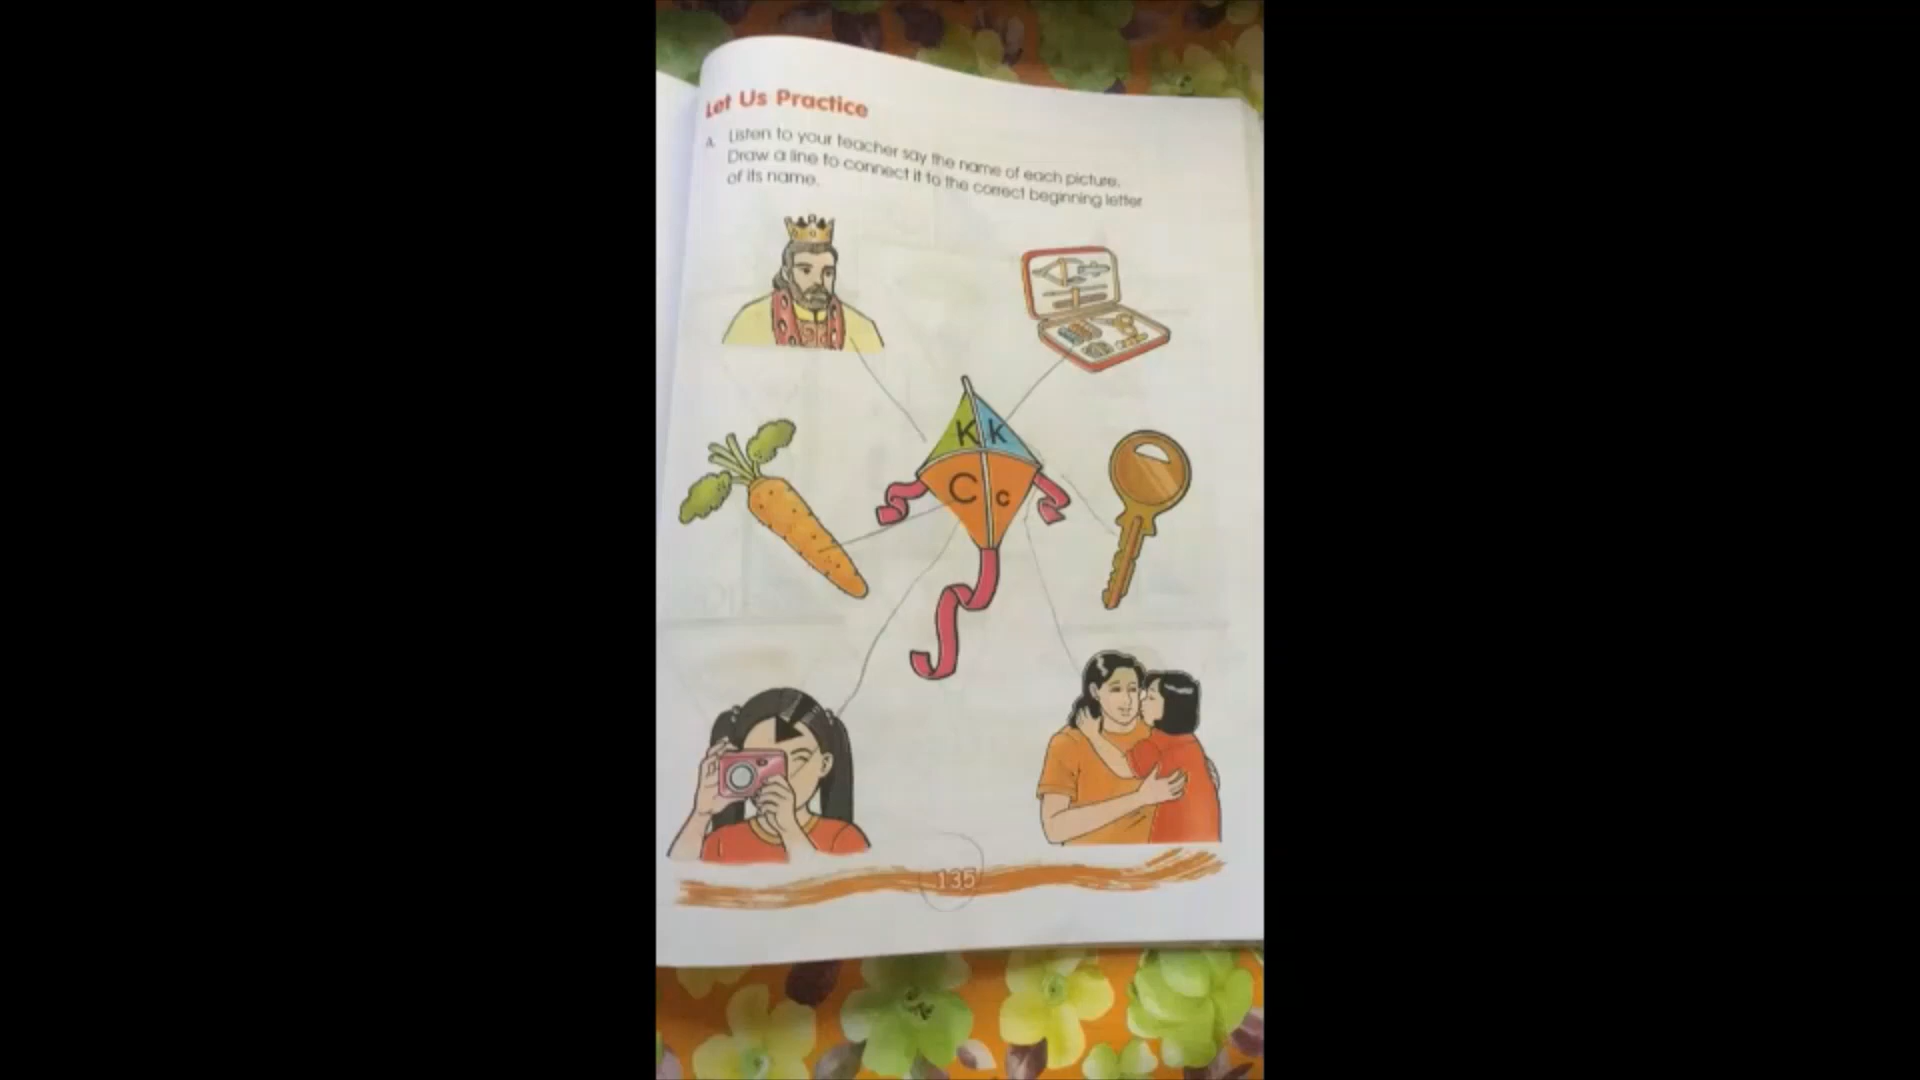 Let Us Practice
A. Listen to your teacher say the name of each picture.
Draw a line to connect it to the correct beginning letter
of its name.
K k
C c
135